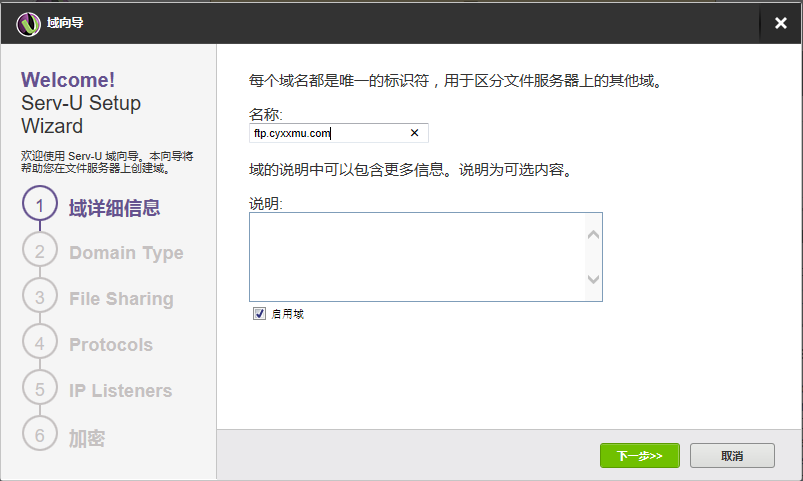 域向导
Welcome!
Serv-U Setup
Wizard
欢迎使用 Serv-U 域向导。本向导将
帮助您在文件服务器上创建域。
1 域详细信息
2 Domain Type
3 File Sharing
4 Protocols
5 IP Listeners
6 加密
每个域名都是唯一的标识符，用于区分文件服务器上的其他域。
名称:
ftp.cyxxmu.com
域的说明中可以包含更多信息。说明为可选内容。
说明:
启用域
下一步>>
取消